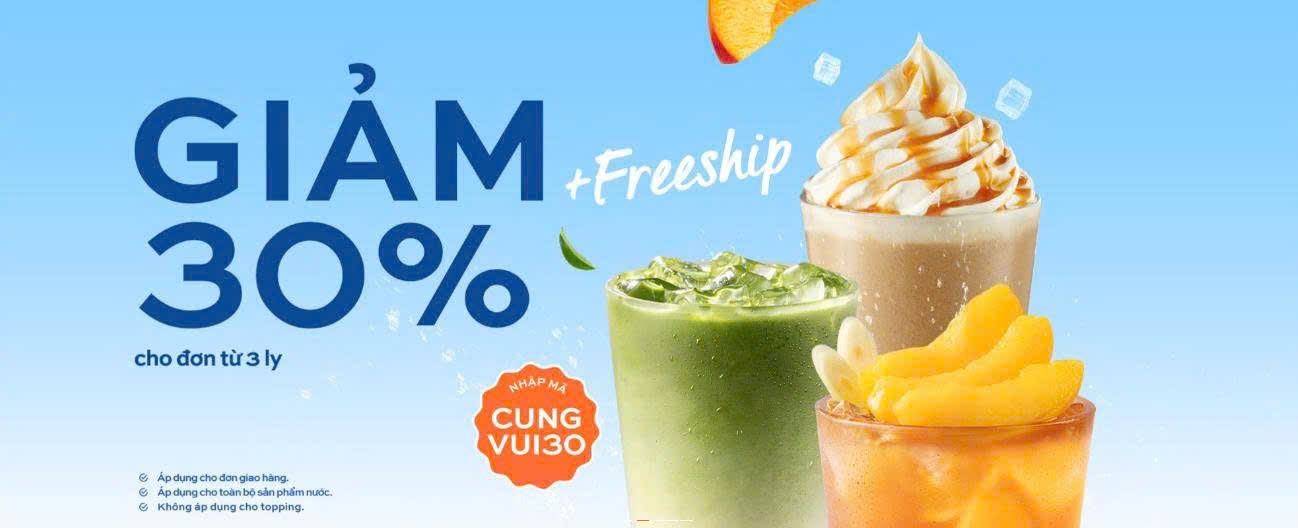 GIẢM
+Freeship
30%
cho đơn từ 3 ly
NHẬP MÃ
CUNG
VUI30
Áp dụng cho đơn giao hàng.
Áp dụng cho toàn bộ sản phẩm nước.
Không áp dụng cho topping.